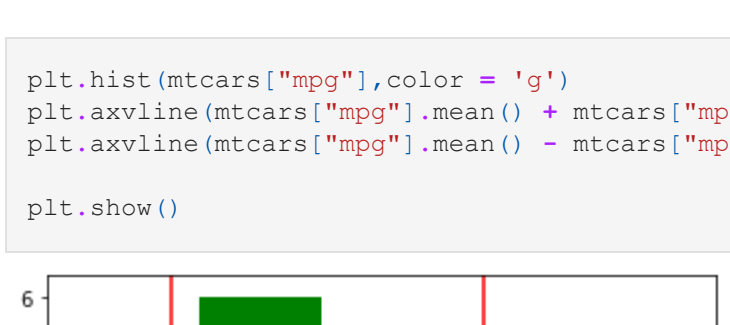 plt.hist(mtcars["mpg"],color = 'g')
plt.axvline(mtcars["mpg"].mean() + mtcars["mp
plt.axvline(mtcars["mpg"].mean() - mtcars["mp
plt.show()
6